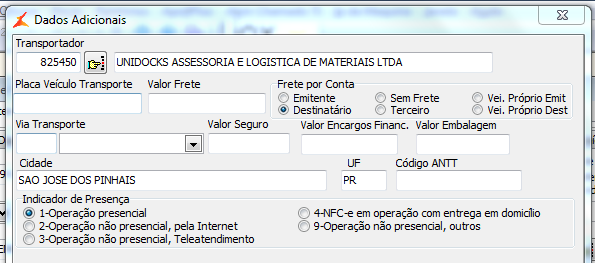 Dados Adicionais
Transportador
825450 UNIDOCKS ASSESSORIA E LOGISTICA DE MATERIAIS LTDA
Placa Veículo Transporte Valor Frete Frete por Conta
Emitente Sem Frete Vei. Próprio Emit
Destinatário Terceiro Vei. Próprio Dest
Via Transporte Valor Seguro Valor Encargos Financ. Valor Embalagem
Cidade UF Código ANTT
SAO JOSE DOS PINHAIS PR
Indicador de Presença
1-Operação presencial 4-NFC-e em operação com entrega em domicílio
2-Operação não presencial, pela Internet 9-Operação não presencial, outros
3-Operação não presencial, Teleatendimento